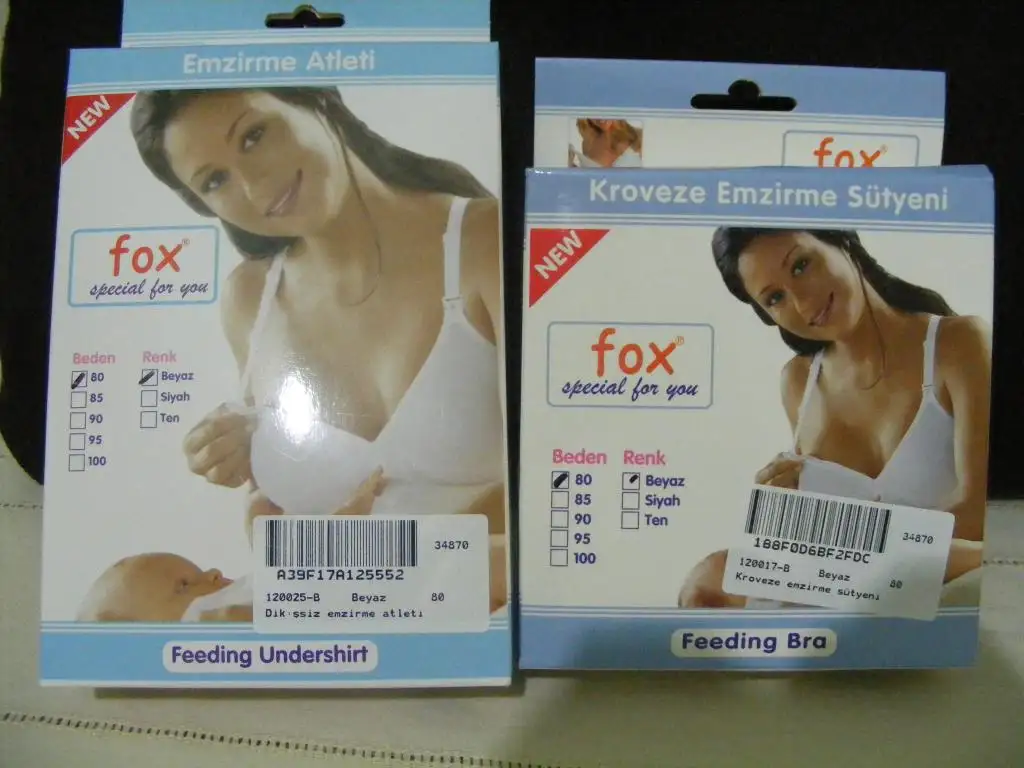 Emzirme Atleti
NEW
fox®
special for you
Beden Renk
80 Beyaz
85 Siyah
90 Ten
95
100
34870
A39F17A125552
120025-B Beyaz 80
Dikişsiz emzirme atleti
Feeding Undershirt
fox®
Kroveze Emzirme Sütyeni
NEW
fox®
special for you
Beden Renk
80 Beyaz
85 Siyah
90 Ten
95
100
34870
188F0D6BF2FDC
120017-B Beyaz 80
Kroveze emzirme sütyeni
Feeding Bra